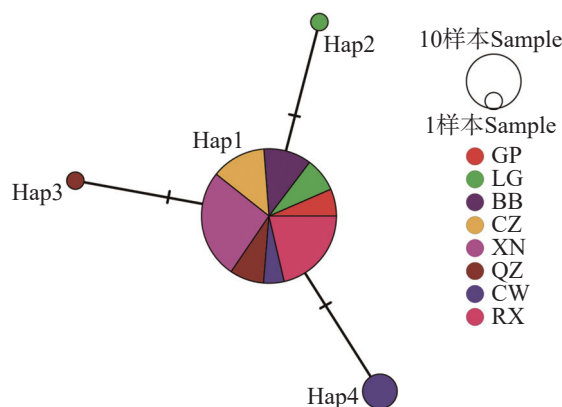 Hap2
10样本Sample
1样本Sample
Hap1
Hap3
Hap4
GP
LG
BB
CZ
XN
QZ
CW
RX